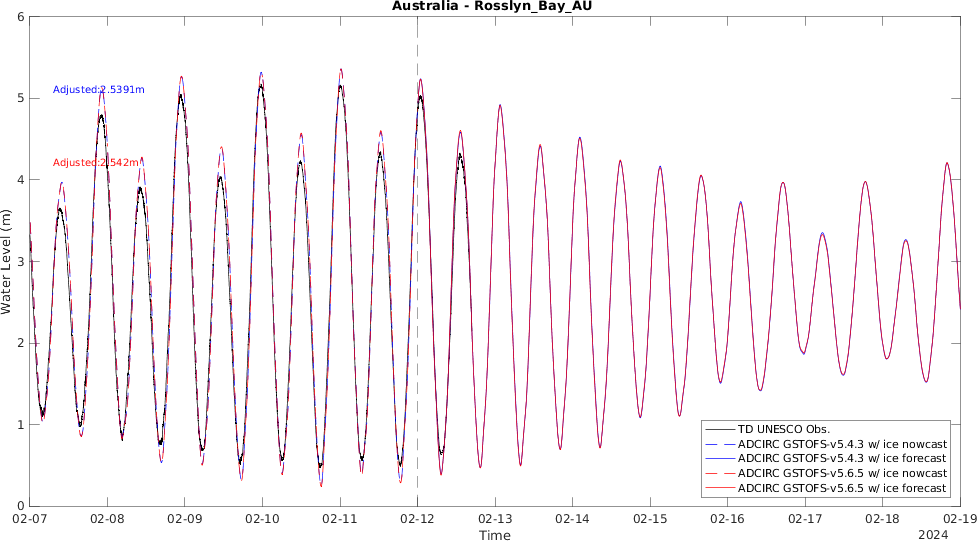 Australia - Rosslyn_Bay_AU
6
5
4
3
2
1
0
Water Level (m)
Adjusted:2.5391m
Adjusted:2.542m
TD UNESCO Obs.
ADCIRC GSTOFS-v5.4.3 w/ ice nowcast
ADCIRC GSTOFS-v5.4.3 w/ ice forecast
ADCIRC GSTOFS-v5.6.5 w/ ice nowcast
ADCIRC GSTOFS-v5.6.5 w/ ice forecast
02-07 02-08 02-09 02-10 02-11 02-12 02-13 02-14 02-15 02-16 02-17 02-18 02-19
Time
2024